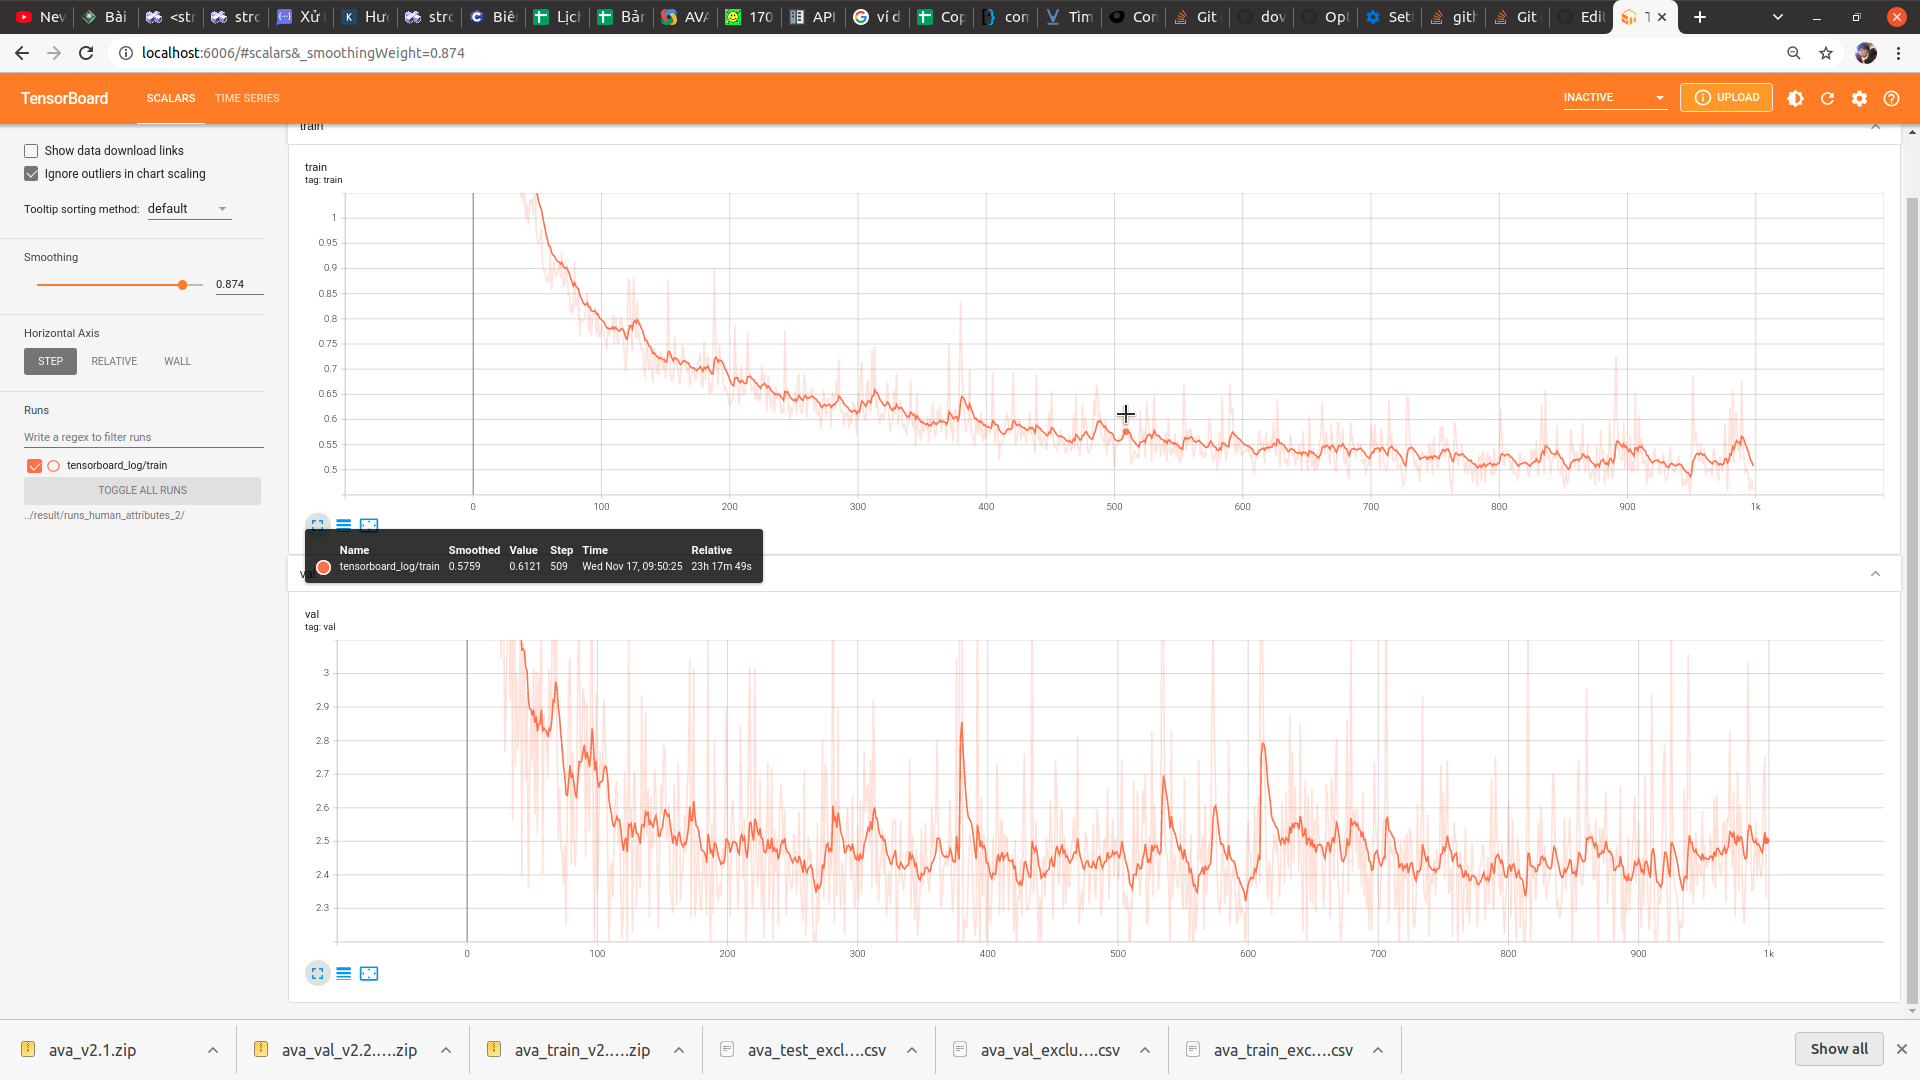 Nev
Bài
<str
strc
Xử
Hư
strc
Biể
Lịch
Bản
AVA
170
API
ví d
Cop
con
Tìm
Con
Git
dov
Opt
Set
gitl
Git
Edi
localhost:6006/#scalars&_smoothingWeight=0.874
TensorBoard
SCALARS
TIME SERIES
INACTIVE
UPLOAD
Show data download links
Ignore outliers in chart scaling
Tooltip sorting method: default
Smoothing
0.874
Horizontal Axis
STEP
RELATIVE
WALL
Runs
Write a regex to filter runs
tensorboard_log/train
TOGGLE ALL RUNS
../result/runs_human_attributes_2/
train
train
tag: train
1
0.95
0.9
0.85
0.8
0.75
0.7
0.65
0.6
0.55
0.5
0 100 200 300 400 500 600 700 800 900 1k
Name Smoothed Value Step Time Relative
tensorboard_log/train 0.5759 0.6121 509 Wed Nov 17, 09:50:25 23h 17m 49s
val
val
tag: val
3
2.9
2.8
2.7
2.6
2.5
2.4
2.3
0 100 200 300 400 500 600 700 800 900 1k
ava_v2.1.zip
ava_val_v2.2.....zip
ava_train_v2.....zip
ava_test_excl....csv
ava_val_exclu....csv
ava_train_exc....csv
Show all